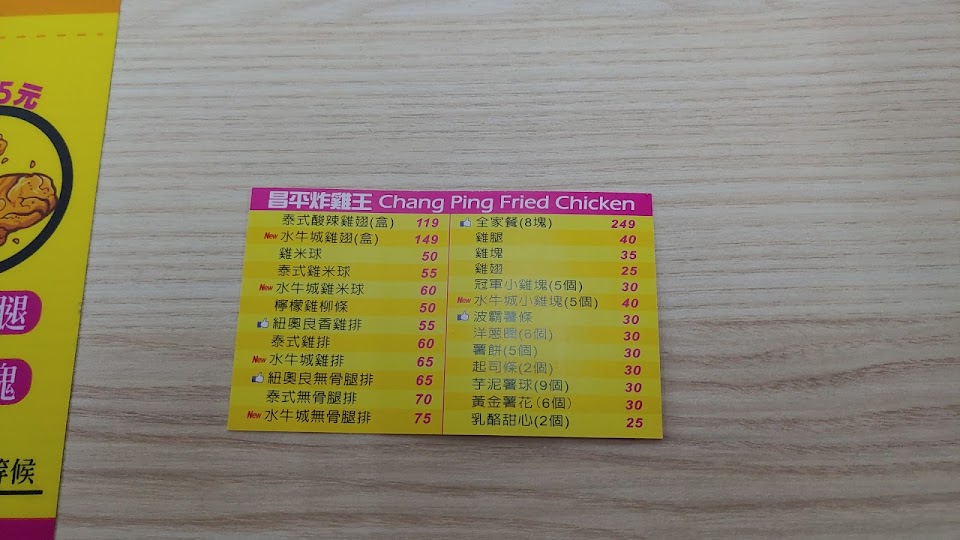 5元
腿
塊
等候
昌平炸雞王 Chang Ping Fried Chicken
泰式酸辣雞翅(盒) 119
New 水牛城雞翅(盒) 149
雞米球 50
泰式雞米球 55
New 水牛城雞米球 60
檸檬雞柳條 50
紐奧良香雞排 55
泰式雞排 60
New 水牛城雞排 65
紐奧良無骨腿排 65
泰式無骨腿排 70
New 水牛城無骨腿排 75
全家餐(8塊) 249
雞腿 40
雞塊 35
雞翅 25
冠軍小雞塊(5個) 30
New 水牛城小雞塊(5個) 40
波霸薯條 30
洋蔥圈(6個) 30
薯餅(5個) 30
起司條(2個) 30
芋泥薯球(9個) 30
黃金薯花(6個) 30
乳酪甜心(2個) 25